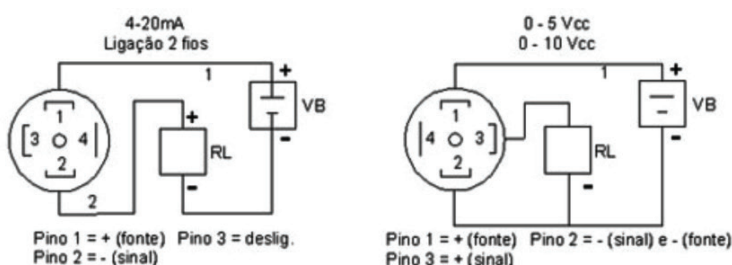 4-20mA
Ligação 2 fios
1
+
VB
-
1
3 4
2
+
RL
-
2
Pino 1 = + (fonte) Pino 3 = deslig.
Pino 2 = - (sinal)
0 - 5 Vcc
0 - 10 Vcc
1
+
VB
-
1
4 3
2
RL
-
Pino 1 = + (fonte) Pino 2 = - (sinal) e - (fonte)
Pino 3 = + (sinal)